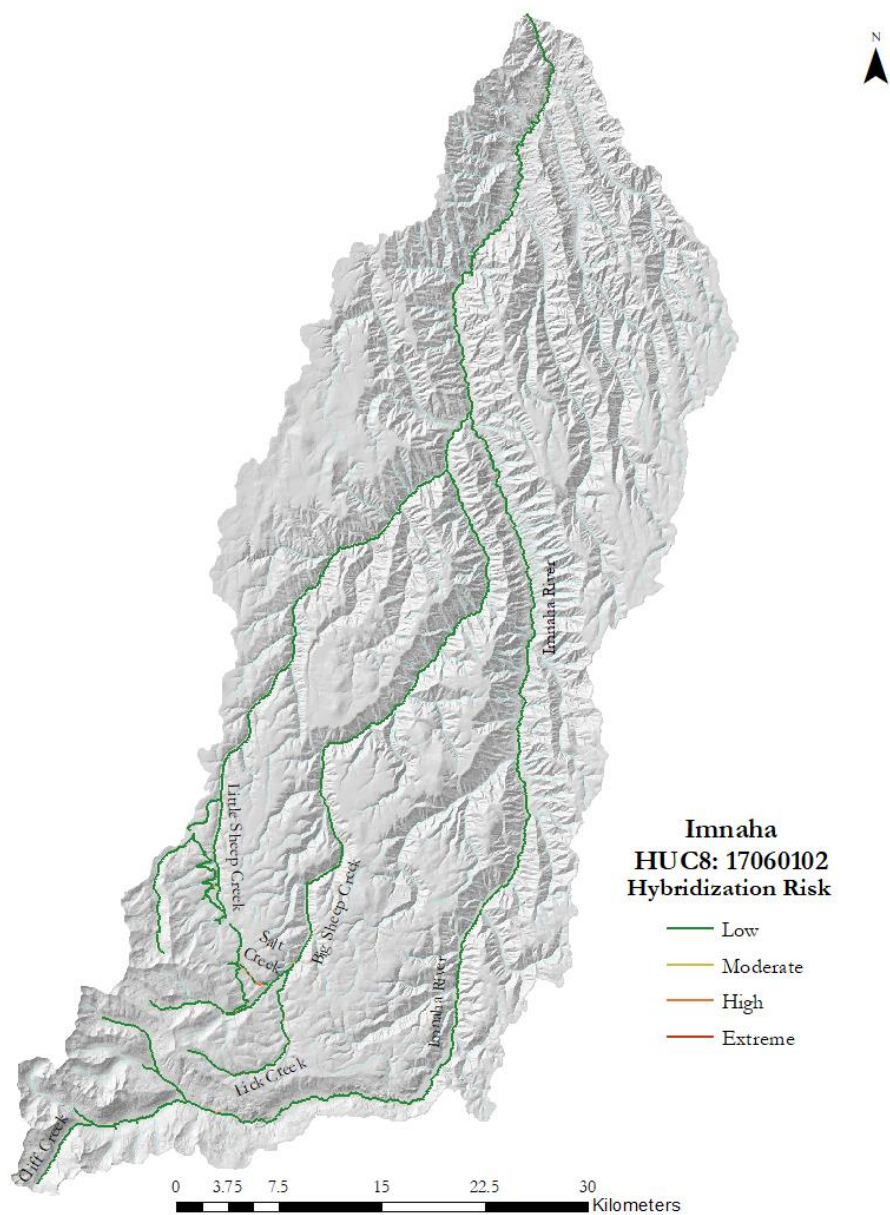 N
Imnaha River
Little Sheep Creek
Big Sheep Creek
Salt
Creek
Imnaha River
Lick Creek
Cliff Creek
Imnaha
HUC8: 17060102
Hybridization Risk
Low
Moderate
High
Extreme
0 3.75 7.5 15 22.5 30
Kilometers